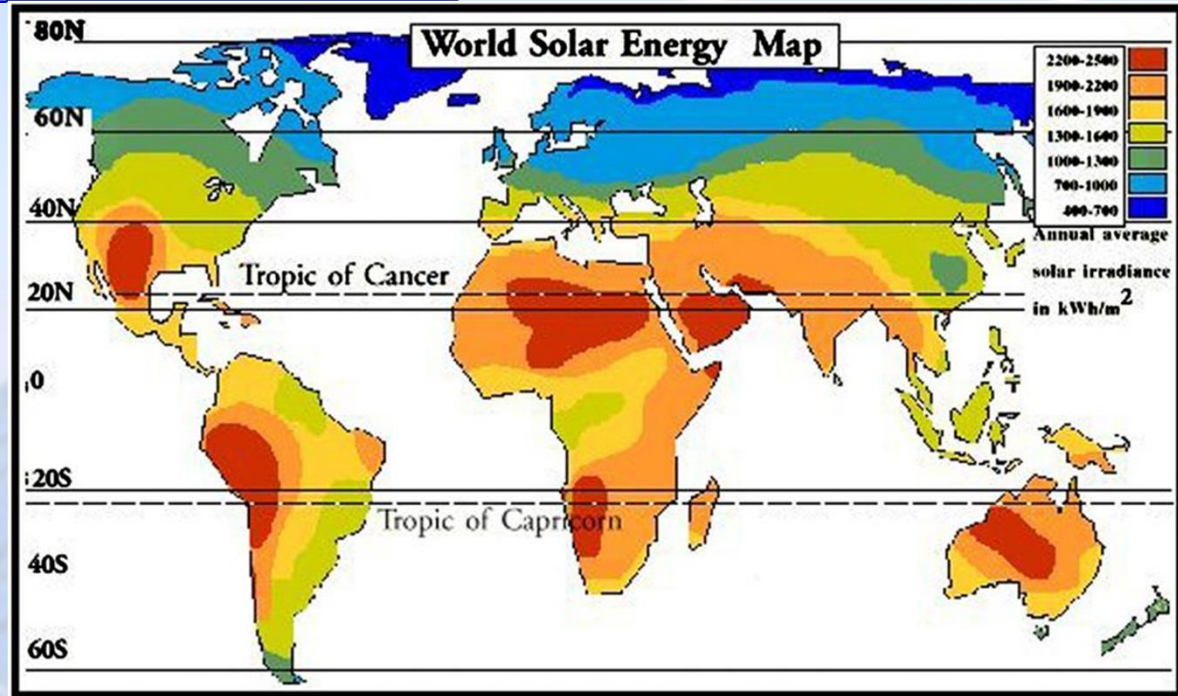 80N
World Solar Energy Map
2200-2500
1900-2200
1600-1900
1300-1600
1000-1300
700-1000
400-700
60N
40N
Annual average
solar irradiance
in kWh/m2
Tropic of Cancer
20N
0
20S
Tropic of Capricorn
40S
60S